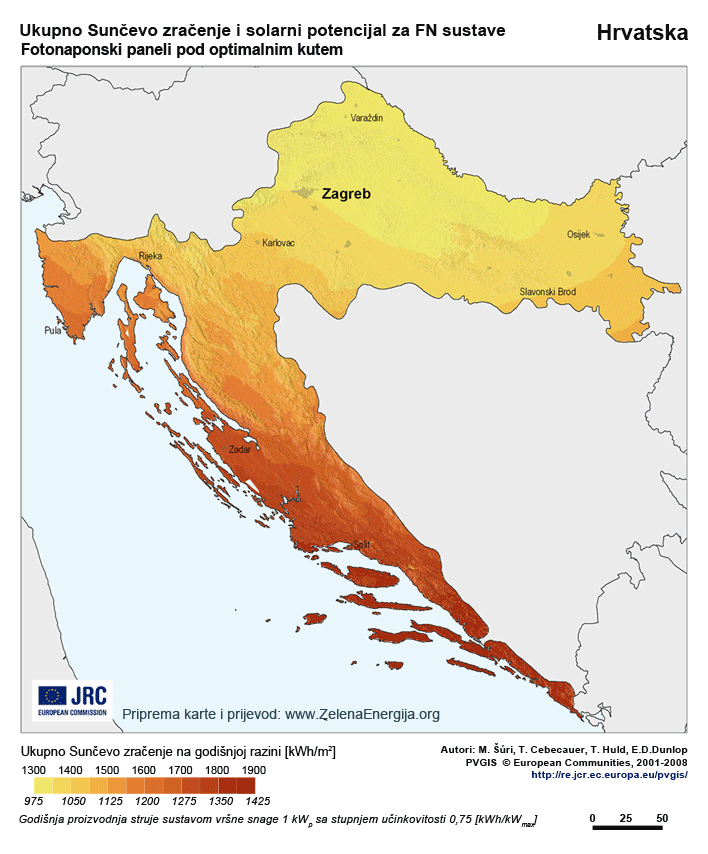 Ukupno Sunčevo zračenje i solarni potencijal za FN sustave
Hrvatska
Fotonaponski paneli pod optimalnim kutem
Varaždin
Zagreb
Osijek
Karlovac
Rijeka
Slavonski Brod
Pula
Zadar
Split
JRC
EUROPEAN COMMISSION
Priprema karte i prijevod: www.ZelenaEnergija.org
Ukupno Sunčevo zračenje na godišnjoj razini [kWh/m²]
1300 1400 1500 1600 1700 1800 1900
975 1050 1125 1200 1275 1350 1425
Godišnja proizvodnja struje sustavom vršne snage 1 kWp sa stupnjem učinkovitosti 0,75 [kWh/kWmax]
Autori: M. Šúri, T. Cebecauer, T. Huld, E.D.Dunlop
PVGIS © European Communities, 2001-2008
http://re.jrc.ec.europa.eu/pvgis/
0 25 50